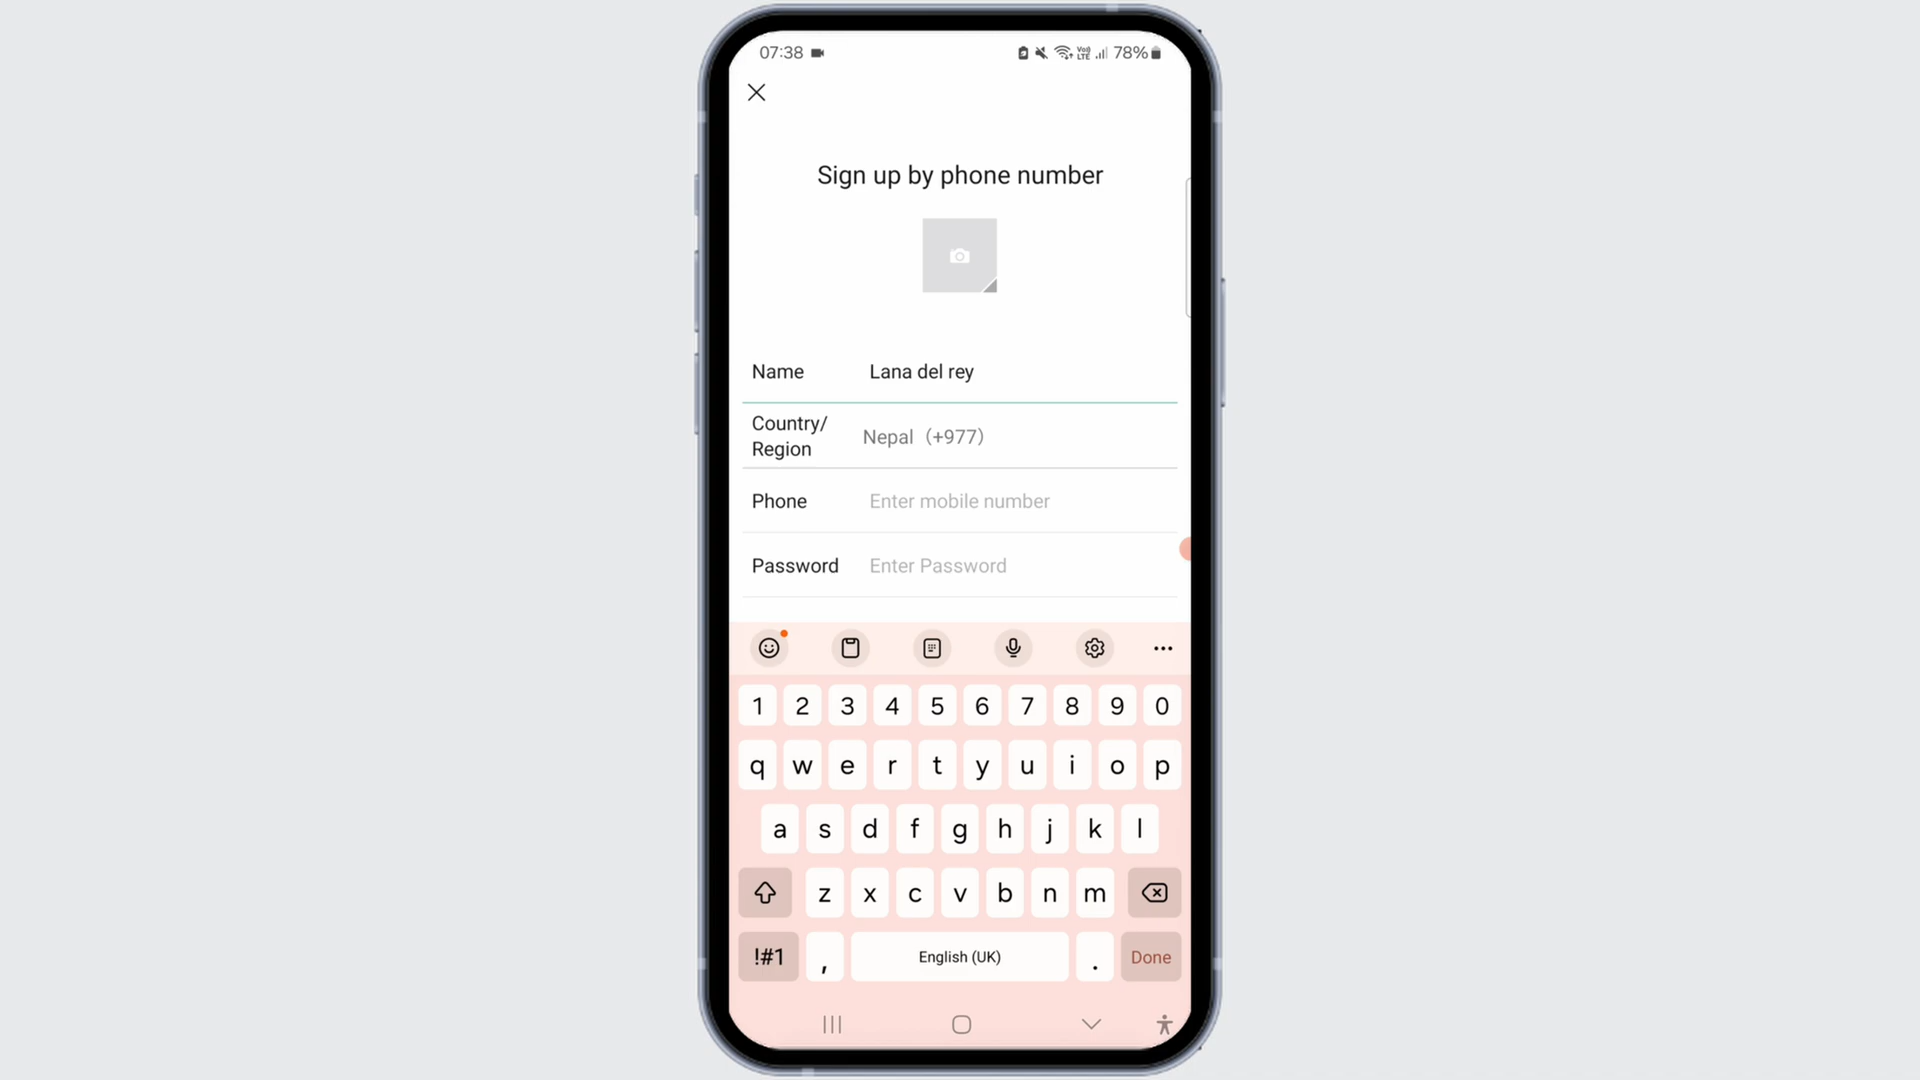 07:38 78%
Sign up by phone number
Name Lana del rey
Country/
Region
Nepal (+977)
Phone Enter mobile number
Password Enter Password
1 2 3 4 5 6 7 8 9 0
q w e r t y u i o p
a s d f g h j k l
z x c v b n m
!#1 , English (UK) . Done